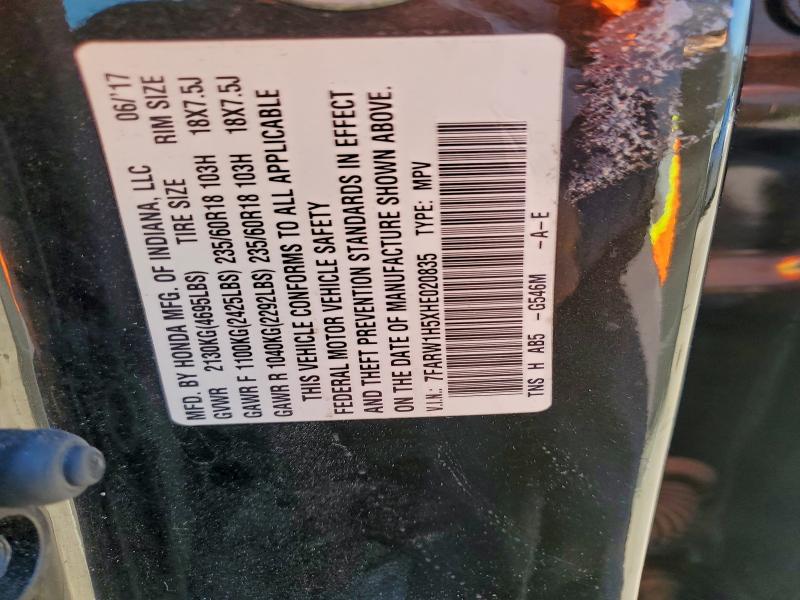 MFD. BY HONDA MFG. OF INDIANA, LLC 06/'17
GVWR 2130KG(4695LBS) TIRE SIZE RIM SIZE
GAWR F 1100KG(2425LBS) 235/60R18 103H 18X7.5J
GAWR R 1040KG(2292LBS) 235/60R18 103H 18X7.5J
THIS VEHICLE CONFORMS TO ALL APPLICABLE
FEDERAL MOTOR VEHICLE SAFETY
AND THEFT PREVENTION STANDARDS IN EFFECT
ON THE DATE OF MANUFACTURE SHOWN ABOVE.
V.I.N.: 7FARW1H5XHE020835 TYPE: MPV
TNS H AB5 -G546M -A-E